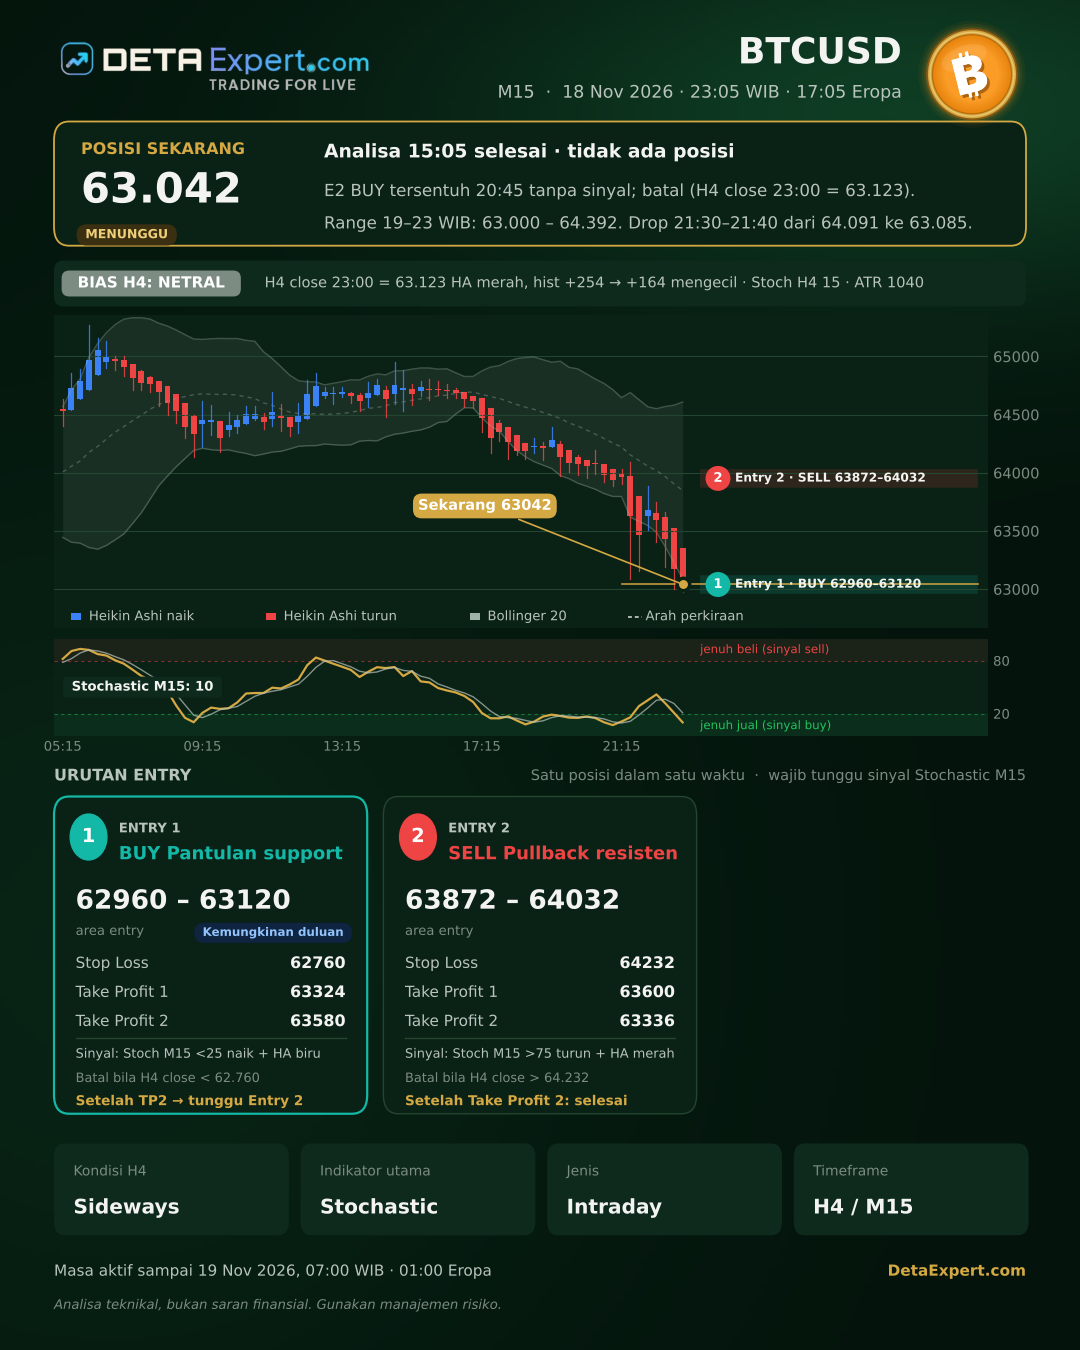 DETA Expert.com
TRADING FOR LIVE
BTCUSD
M15 · 18 Nov 2026 · 23:05 WIB · 17:05 Eropa
POSISI SEKARANG
63.042
MENUNGGU
Analisa 15:05 selesai · tidak ada posisi
E2 BUY tersentuh 20:45 tanpa sinyal; batal (H4 close 23:00 = 63.123).
Range 19–23 WIB: 63.000 – 64.392. Drop 21:30–21:40 dari 64.091 ke 63.085.
BIAS H4: NETRAL
H4 close 23:00 = 63.123 HA merah, hist +254 → +164 mengecil · Stoch H4 15 · ATR 1040
65000
64500
64000
63500
63000
2 Entry 2 · SELL 63872–64032
Sekarang 63042
1 Entry 1 · BUY 62960–63120
Heikin Ashi naik
Heikin Ashi turun
Bollinger 20
Arah perkiraan
jenuh beli (sinyal sell)
80
Stochastic M15: 10
20
jenuh jual (sinyal buy)
05:15 09:15 13:15 17:15 21:15
URUTAN ENTRY
Satu posisi dalam satu waktu · wajib tunggu sinyal Stochastic M15
1
ENTRY 1
BUY Pantulan support
62960 – 63120
area entry
Kemungkinan duluan
Stop Loss 62760
Take Profit 1 63324
Take Profit 2 63580
Sinyal: Stoch M15 <25 naik + HA biru
Batal bila H4 close < 62.760
Setelah TP2 → tunggu Entry 2
2
ENTRY 2
SELL Pullback resisten
63872 – 64032
area entry
Stop Loss 64232
Take Profit 1 63600
Take Profit 2 63336
Sinyal: Stoch M15 >75 turun + HA merah
Batal bila H4 close > 64.232
Setelah Take Profit 2: selesai
Kondisi H4
Sideways
Indikator utama
Stochastic
Jenis
Intraday
Timeframe
H4 / M15
Masa aktif sampai 19 Nov 2026, 07:00 WIB · 01:00 Eropa
DetaExpert.com
Analisa teknikal, bukan saran finansial. Gunakan manajemen risiko.